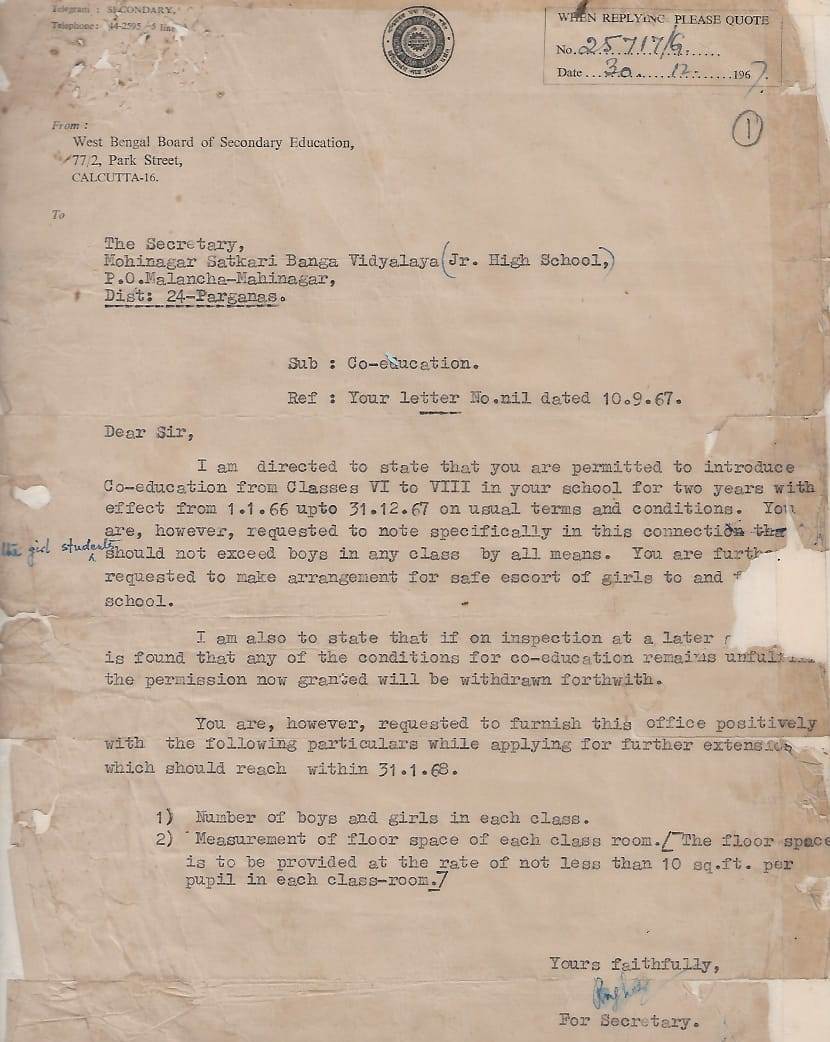 Telegram : SECONDARY.
Telephone: 44-2595 -5 line
WHEN REPLYING PLEASE QUOTE
No. 25717/G.
Date... 30. 12. 1967.
1
From :
West Bengal Board of Secondary Education,
77/2, Park Street,
CALCUTTA-16.
To
The Secretary,
Mohinagar Satkari Banga Vidyalaya (Jr. High School,)
P.O.Malancha-Mahinagar,
Dist: 24-Parganas.
Sub : Co-education.
Ref : Your letter No.nil dated 10.9.67.
Dear Sir,
I am directed to state that you are permitted to introduce
Co-education from Classes VI to VIII in your school for two years with
effect from 1.1.66 upto 31.12.67 on usual terms and conditions. You
are, however, requested to note specifically in this connection tha
the girl students should not exceed boys in any class by all means. You are furth
requested to make arrangement for safe escort of girls to and f
school.
I am also to state that if on inspection at a later
is found that any of the conditions for co-education remains unfulfi
the permission now granted will be withdrawn forthwith.
You are, however, requested to furnish this office positively
with the following particulars while applying for further extension
which should reach within 31.1.68.
1) Number of boys and girls in each class.
2) Measurement of floor space of each class room.[The floor space
is to be provided at the rate of not less than 10 sq.ft. per
pupil in each class-room.]
Yours faithfully,
For Secretary.